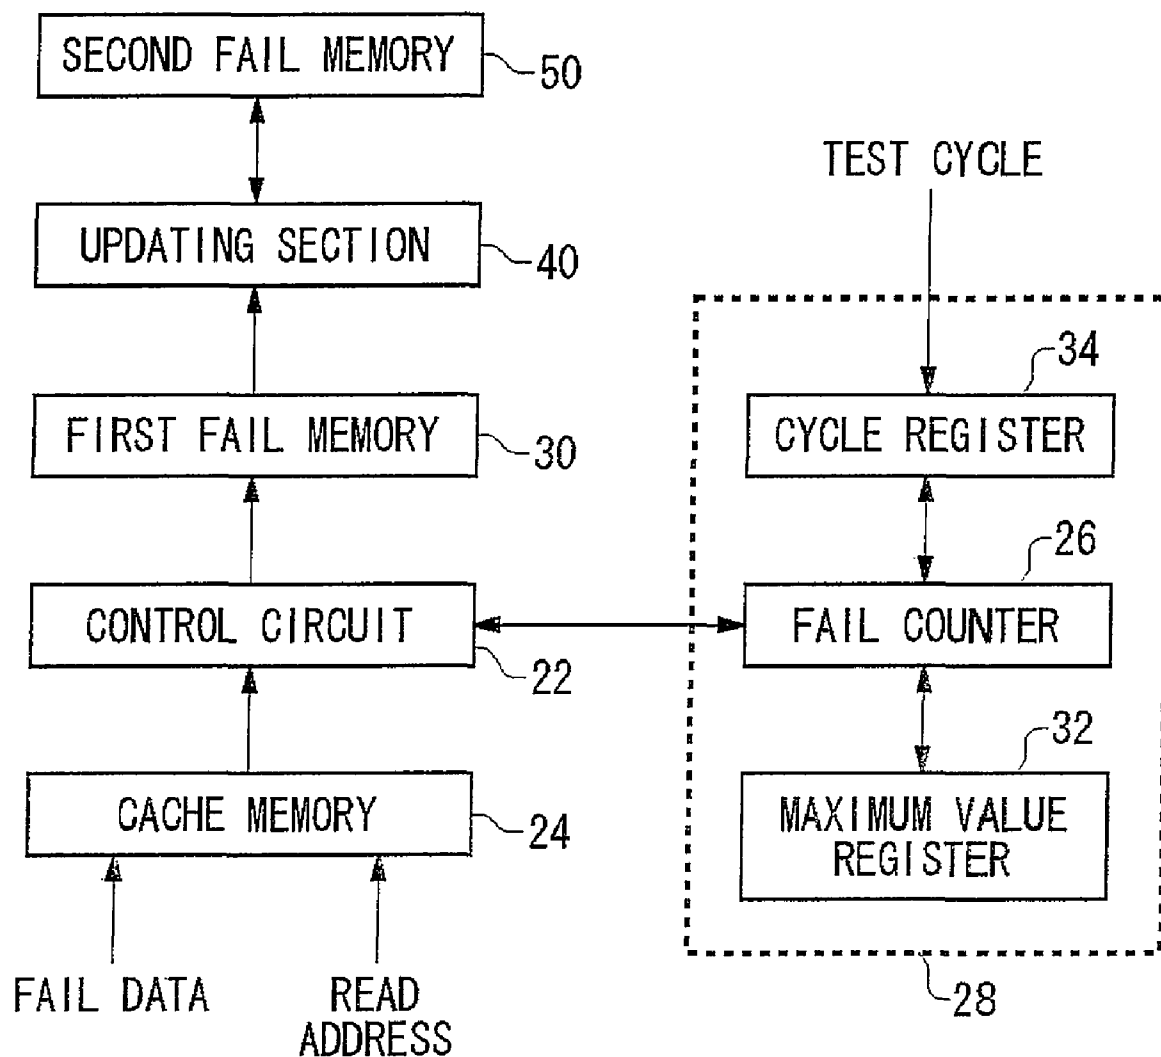 SECOND FAIL MEMORY
50
TEST CYCLE
UPDATING SECTION
40
34
FIRST FAIL MEMORY
30
CYCLE REGISTER
26
CONTROL CIRCUIT
22
FAIL COUNTER
32
CACHE MEMORY
24
MAXIMUM VALUE
REGISTER
FAIL DATA
READ
ADDRESS
28